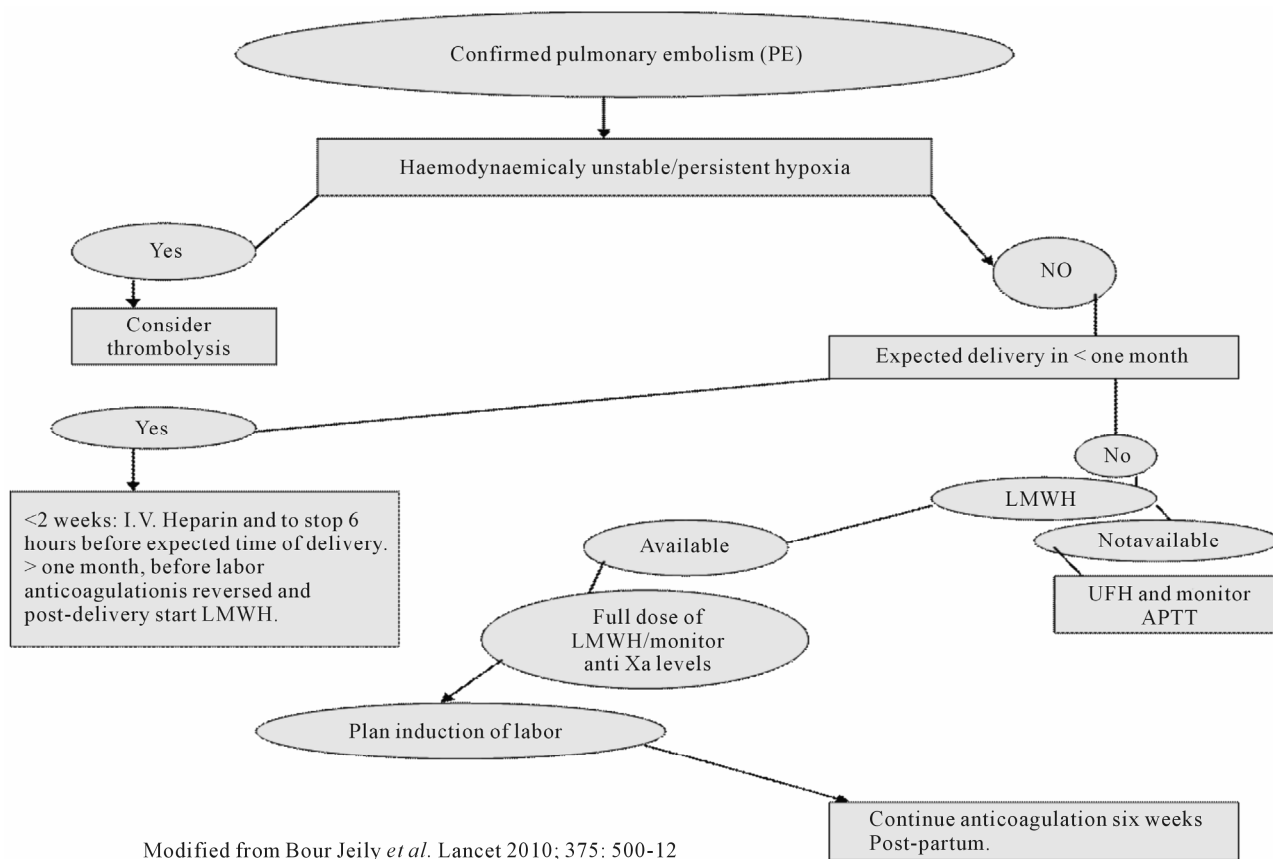 Confirmed pulmonary embolism (PE)
Haemodynaemicaly unstable/persistent hypoxia
Yes
NO
Consider
thrombolysis
Expected delivery in < one month
Yes
No
<2 weeks: I.V. Heparin and to stop 6
hours before expected time of delivery.
> one month, before labor
anticoagulationis reversed and
post-delivery start LMWH.
LMWH
Available
Notavailable
UFH and monitor
APTT
Full dose of
LMWH/monitor
anti Xa levels
Plan induction of labor
Continue anticoagulation six weeks
Post-partum.
Modified from Bour Jeily et al. Lancet 2010; 375: 500-12